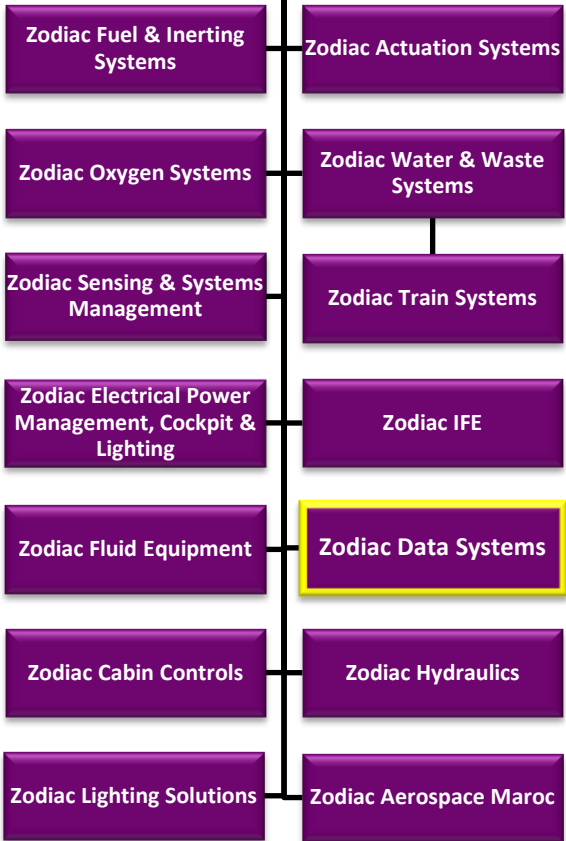 Zodiac Fuel & Inerting
Systems
Zodiac Actuation Systems
Zodiac Oxygen Systems
Zodiac Water & Waste
Systems
Zodiac Sensing & Systems
Management
Zodiac Train Systems
Zodiac Electrical Power
Management, Cockpit &
Lighting
Zodiac IFE
Zodiac Fluid Equipment
Zodiac Data Systems
Zodiac Cabin Controls
Zodiac Hydraulics
Zodiac Lighting Solutions
Zodiac Aerospace Maroc